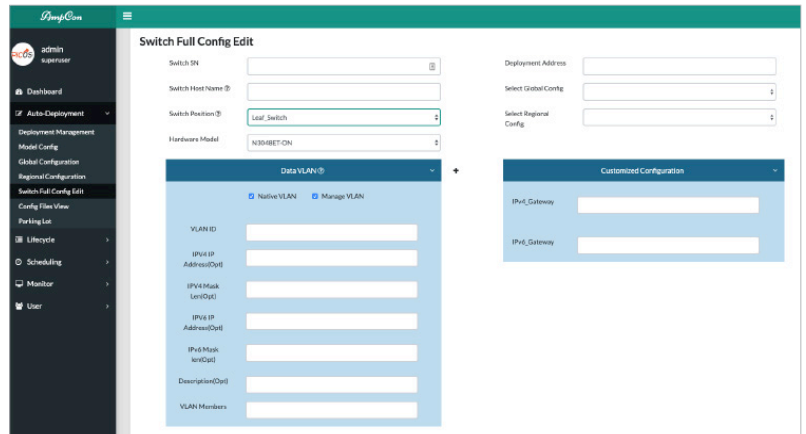 AmpCon
admin
superuser
Dashboard
Auto-Deployment
Deployment Management
Model Config
Global Configuration
Regional Configuration
Switch Full Config Edit
Config Files View
Parking Lot
Lifecycle
Scheduling
Monitor
User
Switch Full Config Edit
Switch SN
Deployment Address
Switch Host Name
Select Global Config
Switch Position
Leaf_Switch
Select Regional
Config
Hardware Model
N3048ET-ON
Data VLAN
+
Customized Configuration
Native VLAN
Manage VLAN
IPv4_Gateway
VLAN ID
IPv6_Gateway
IPV4 IP
Address(Opt)
IPV4 Mask
Len(Opt)
IPV6 IP
Address(Opt)
IPv6 Mask
len(Opt)
Description(Opt)
VLAN Members